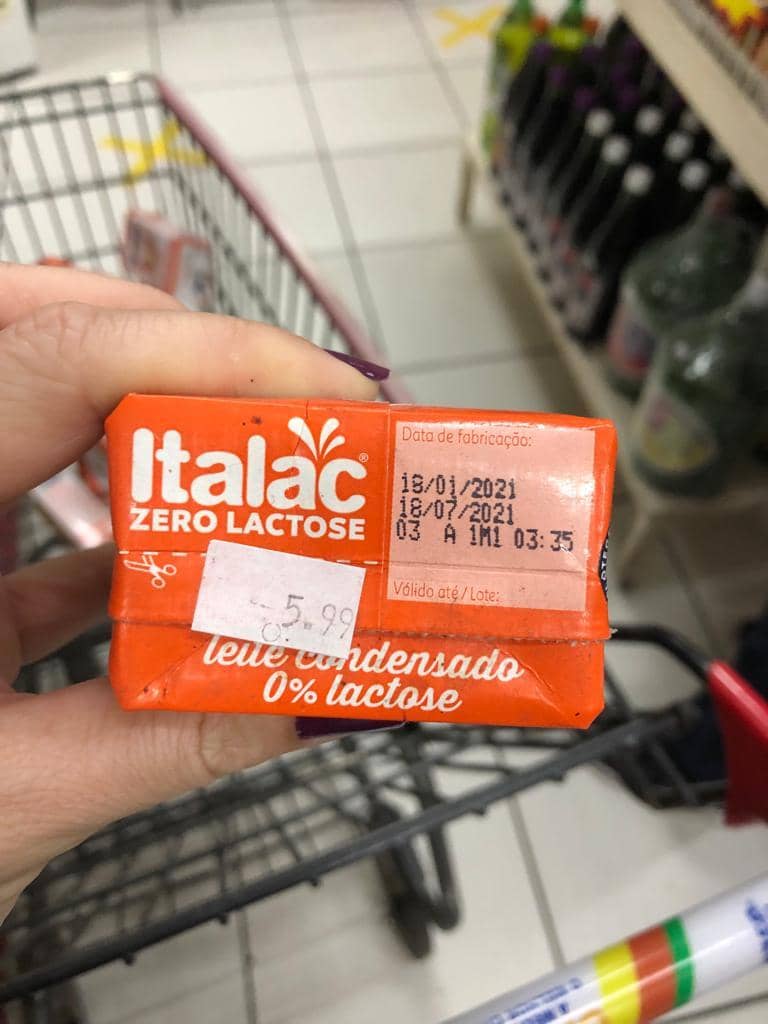 Italac®
ZERO LACTOSE
Data de fabricação:
18/01/2021
18/07/2021
03 A 1M1 03:35
Válido até / Lote:
-5.99
leite condensado
0% lactose